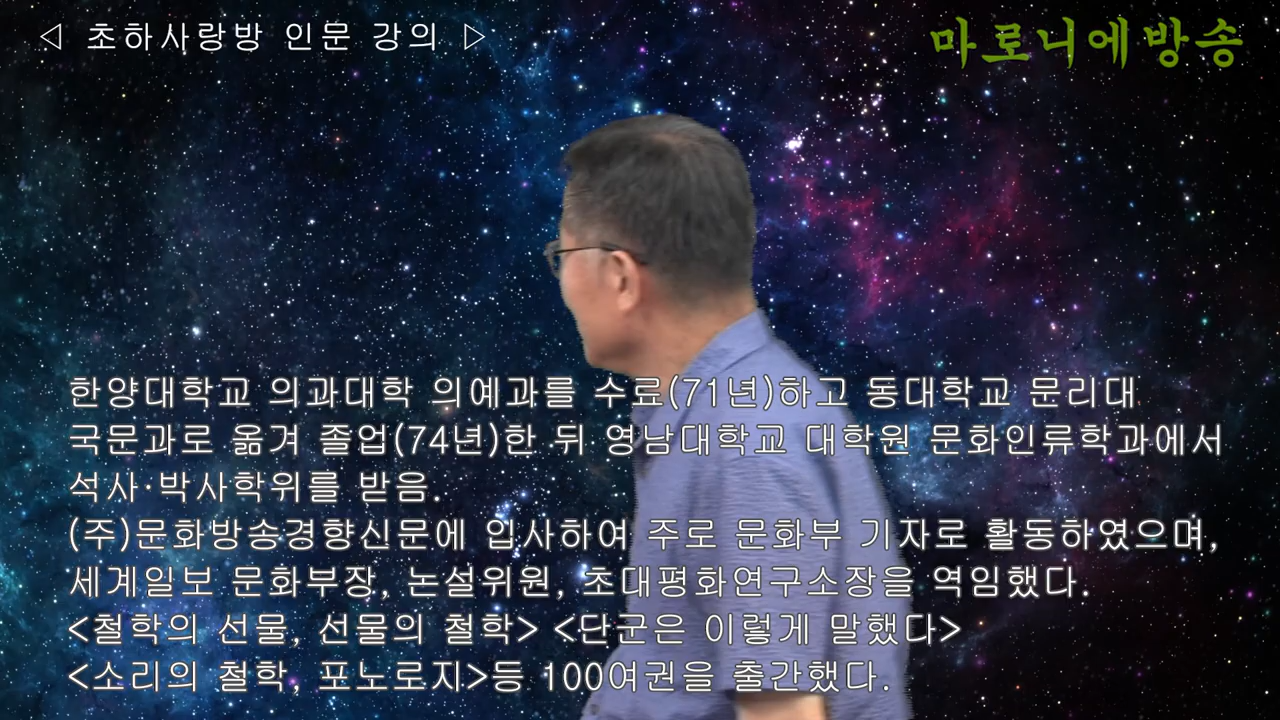 ◁ 초하사랑방 인문 강의 ▷
마로니에방송
한양대학교 의과대학 의예과를 수료(71년)하고 동대학교 문리대
국문과로 옮겨 졸업(74년)한 뒤 영남대학교 대학원 문화인류학과에서
석사·박사학위를 받음.
(주)문화방송경향신문에 입사하여 주로 문화부 기자로 활동하였으며,
세계일보 문화부장, 논설위원, 초대평화연구소장을 역임했다.
<철학의 선물, 선물의 철학> <단군은 이렇게 말했다>
<소리의 철학, 포노로지>등 100여권을 출간했다.